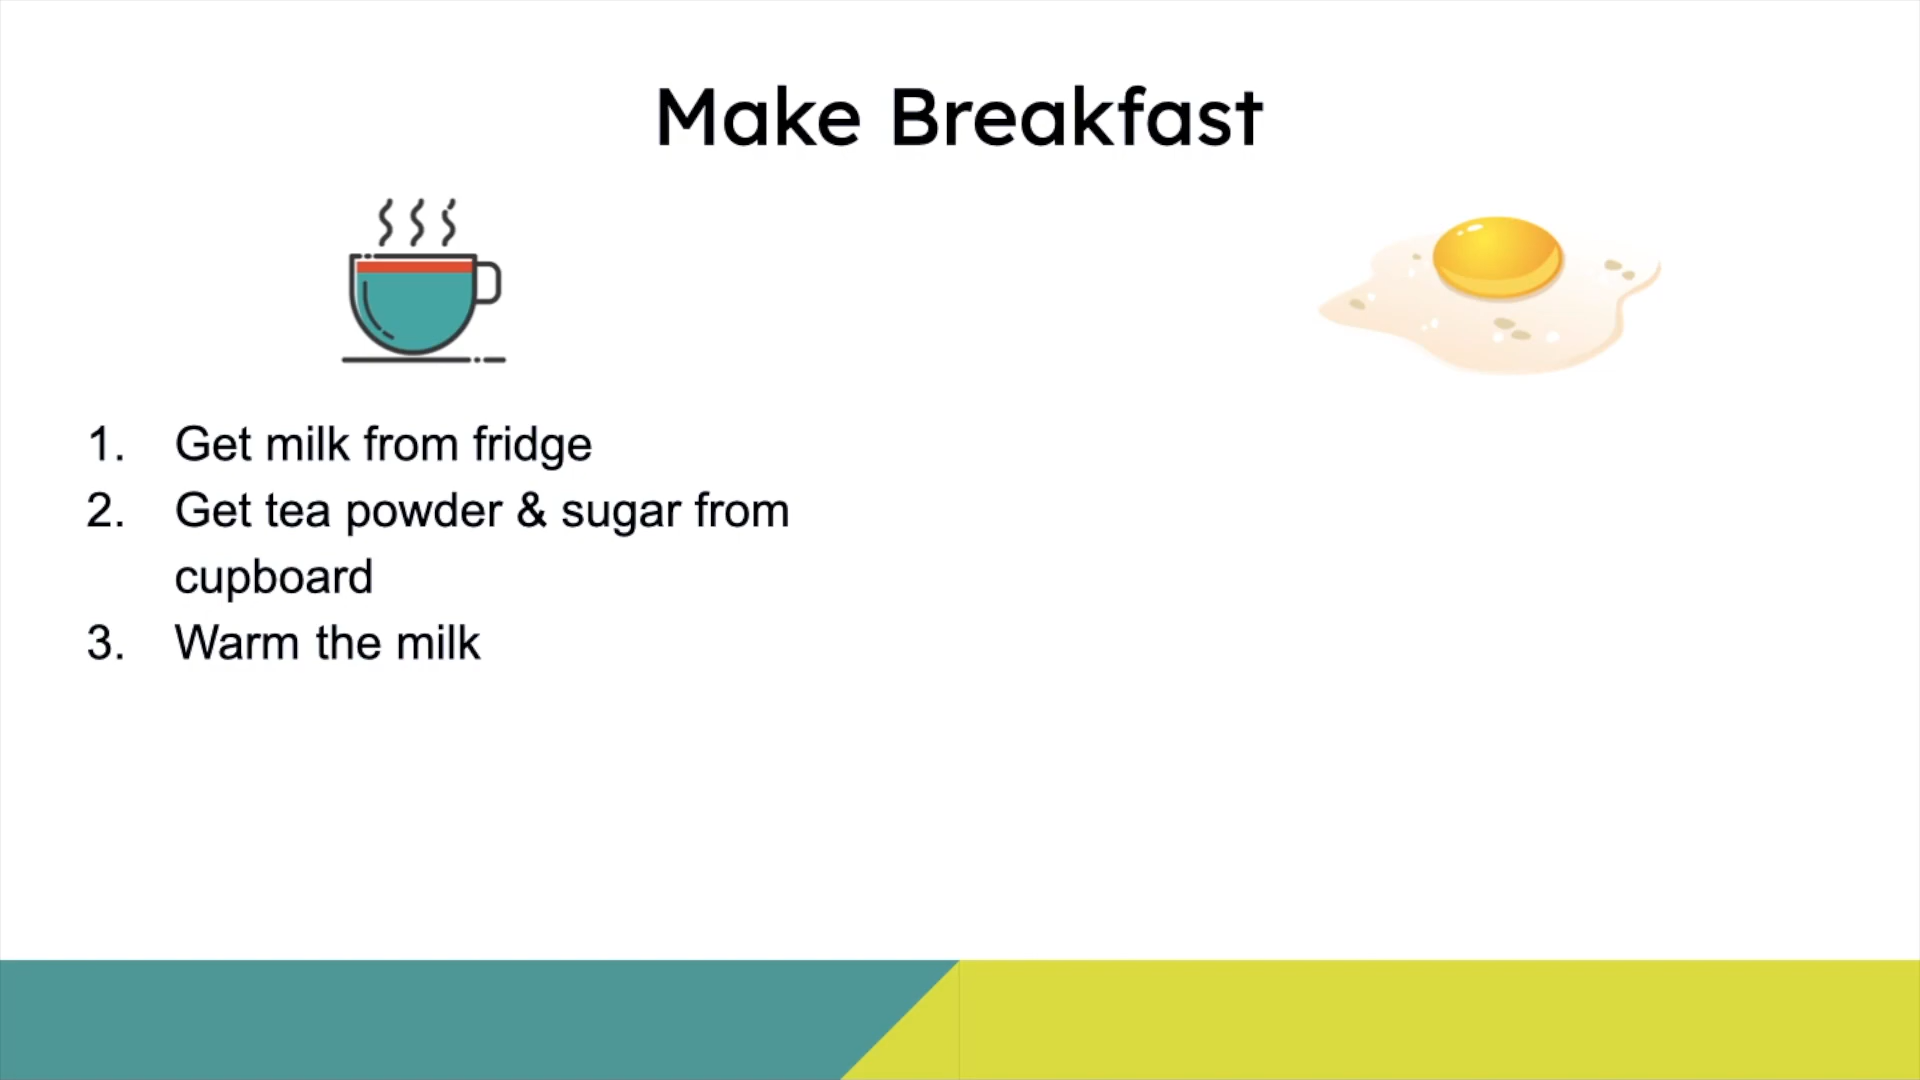 Make Breakfast
1. Get milk from fridge
2. Get tea powder & sugar from
cupboard
3. Warm the milk